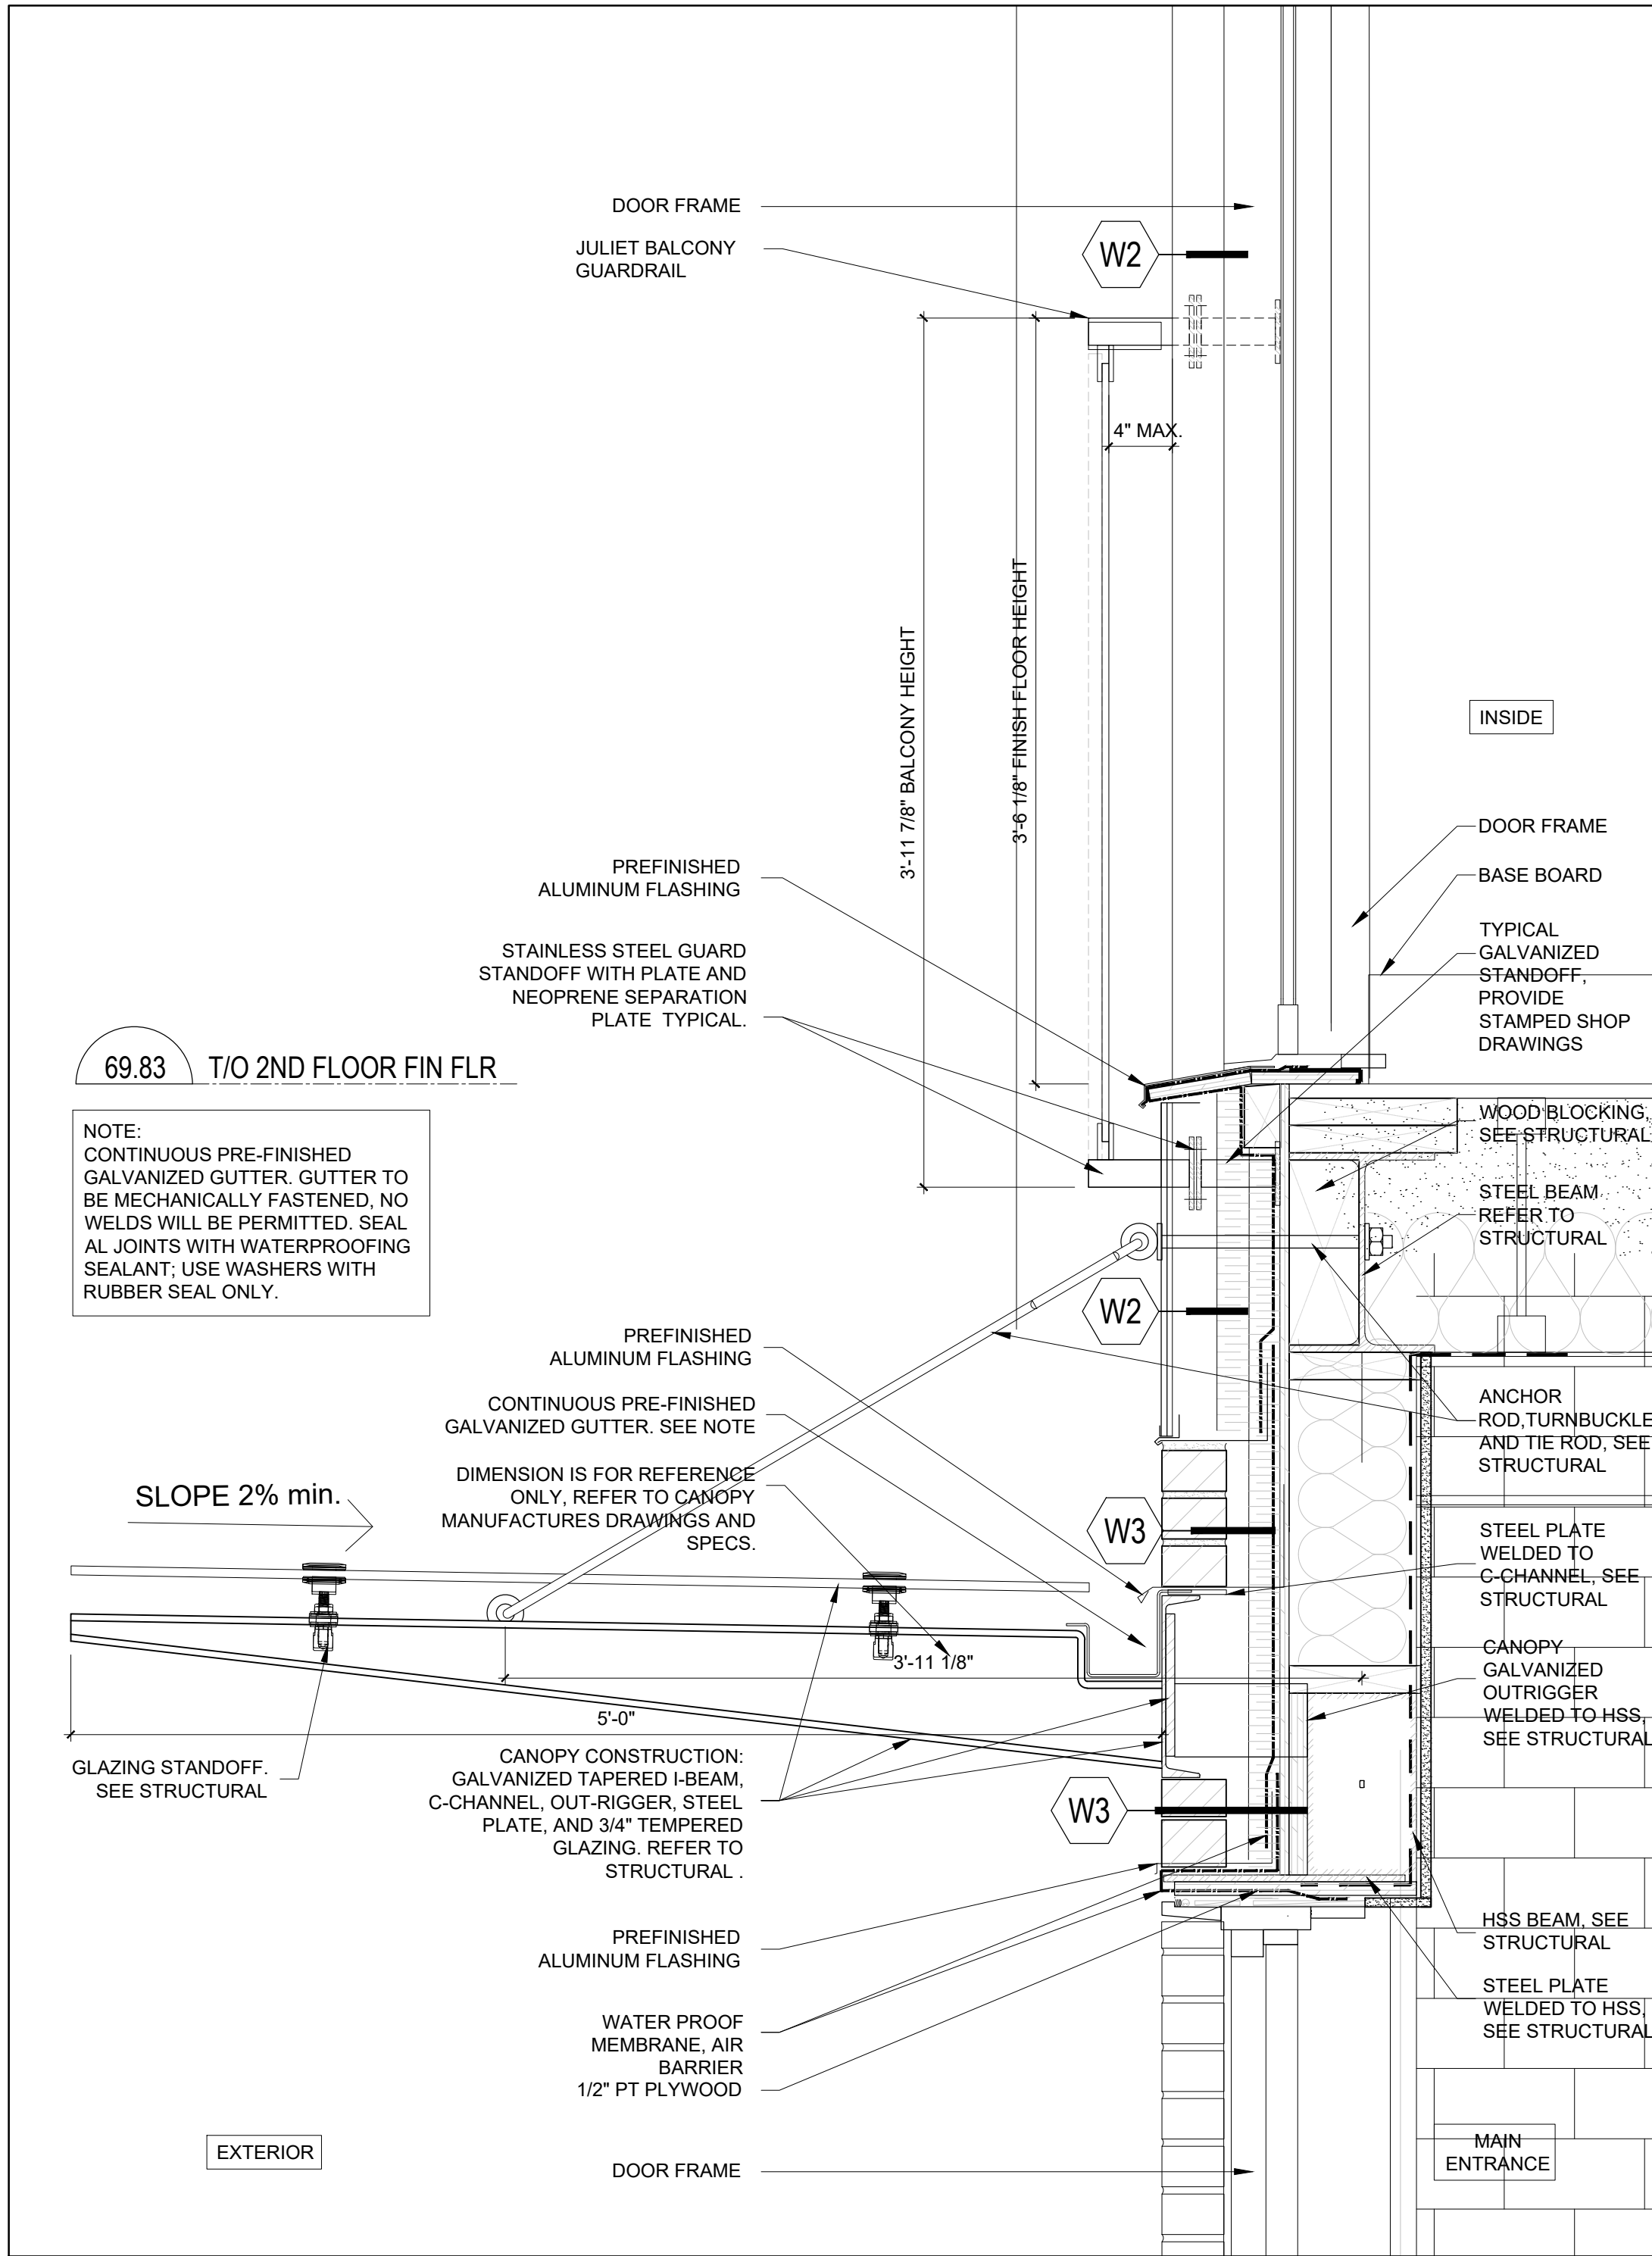 DOOR FRAME
JULIET BALCONY
GUARDRAIL
W2
4" MAX.
3'-11 7/8" BALCONY HEIGHT
3'-6 1/8" FINISH FLOOR HEIGHT
INSIDE
DOOR FRAME
BASE BOARD
TYPICAL
GALVANIZED
STANDOFF,
PROVIDE
STAMPED SHOP
DRAWINGS
PREFINISHED
ALUMINUM FLASHING
STAINLESS STEEL GUARD
STANDOFF WITH PLATE AND
NEOPRENE SEPARATION
PLATE TYPICAL.
69.83
T/O 2ND FLOOR FIN FLR
NOTE:
CONTINUOUS PRE-FINISHED
GALVANIZED GUTTER. GUTTER TO
BE MECHANICALLY FASTENED, NO
WELDS WILL BE PERMITTED. SEAL
AL JOINTS WITH WATERPROOFING
SEALANT; USE WASHERS WITH
RUBBER SEAL ONLY.
WOOD BLOCKING,
SEE STRUCTURAL
STEEL BEAM
REFER TO
STRUCTURAL
W2
PREFINISHED
ALUMINUM FLASHING
CONTINUOUS PRE-FINISHED
GALVANIZED GUTTER. SEE NOTE
DIMENSION IS FOR REFERENCE
ONLY, REFER TO CANOPY
MANUFACTURES DRAWINGS AND
SPECS.
ANCHOR
ROD,TURNBUCKLE
AND TIE ROD, SEE
STRUCTURAL
SLOPE 2% min.
W3
STEEL PLATE
WELDED TO
C-CHANNEL, SEE
STRUCTURAL
3'-11 1/8"
5'-0"
CANOPY
GALVANIZED
OUTRIGGER
WELDED TO HSS,
SEE STRUCTURAL
GLAZING STANDOFF.
SEE STRUCTURAL
CANOPY CONSTRUCTION:
GALVANIZED TAPERED I-BEAM,
C-CHANNEL, OUT-RIGGER, STEEL
PLATE, AND 3/4" TEMPERED
GLAZING. REFER TO
STRUCTURAL .
W3
PREFINISHED
ALUMINUM FLASHING
HSS BEAM, SEE
STRUCTURAL
STEEL PLATE
WELDED TO HSS,
SEE STRUCTURAL
WATER PROOF
MEMBRANE, AIR
BARRIER
1/2" PT PLYWOOD
EXTERIOR
DOOR FRAME
MAIN
ENTRANCE